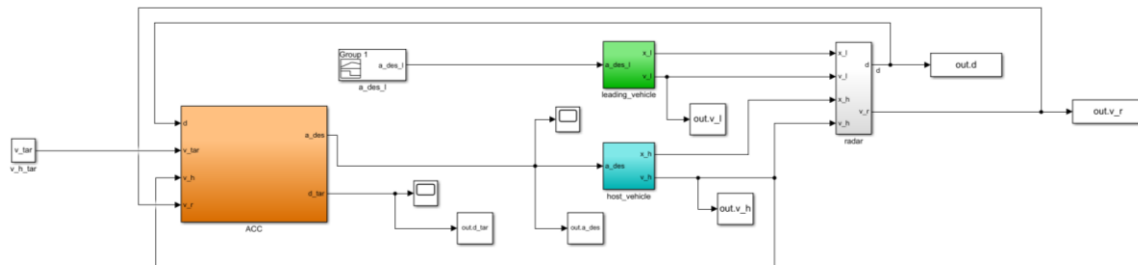 Group 1
a_des_l
a_des_l
a_des_l
x_l
v_l
leading_vehicle
x_l
v_l
x_h
v_h
d
v_r
radar
d
out.d
out.v_r
out.v_l
v_tar
v_h_tar
d
v_tar
v_h
v_r
a_des
d_tar
ACC
a_des
x_h
v_h
host_vehicle
out.v_h
out.d_tar
out.a_des